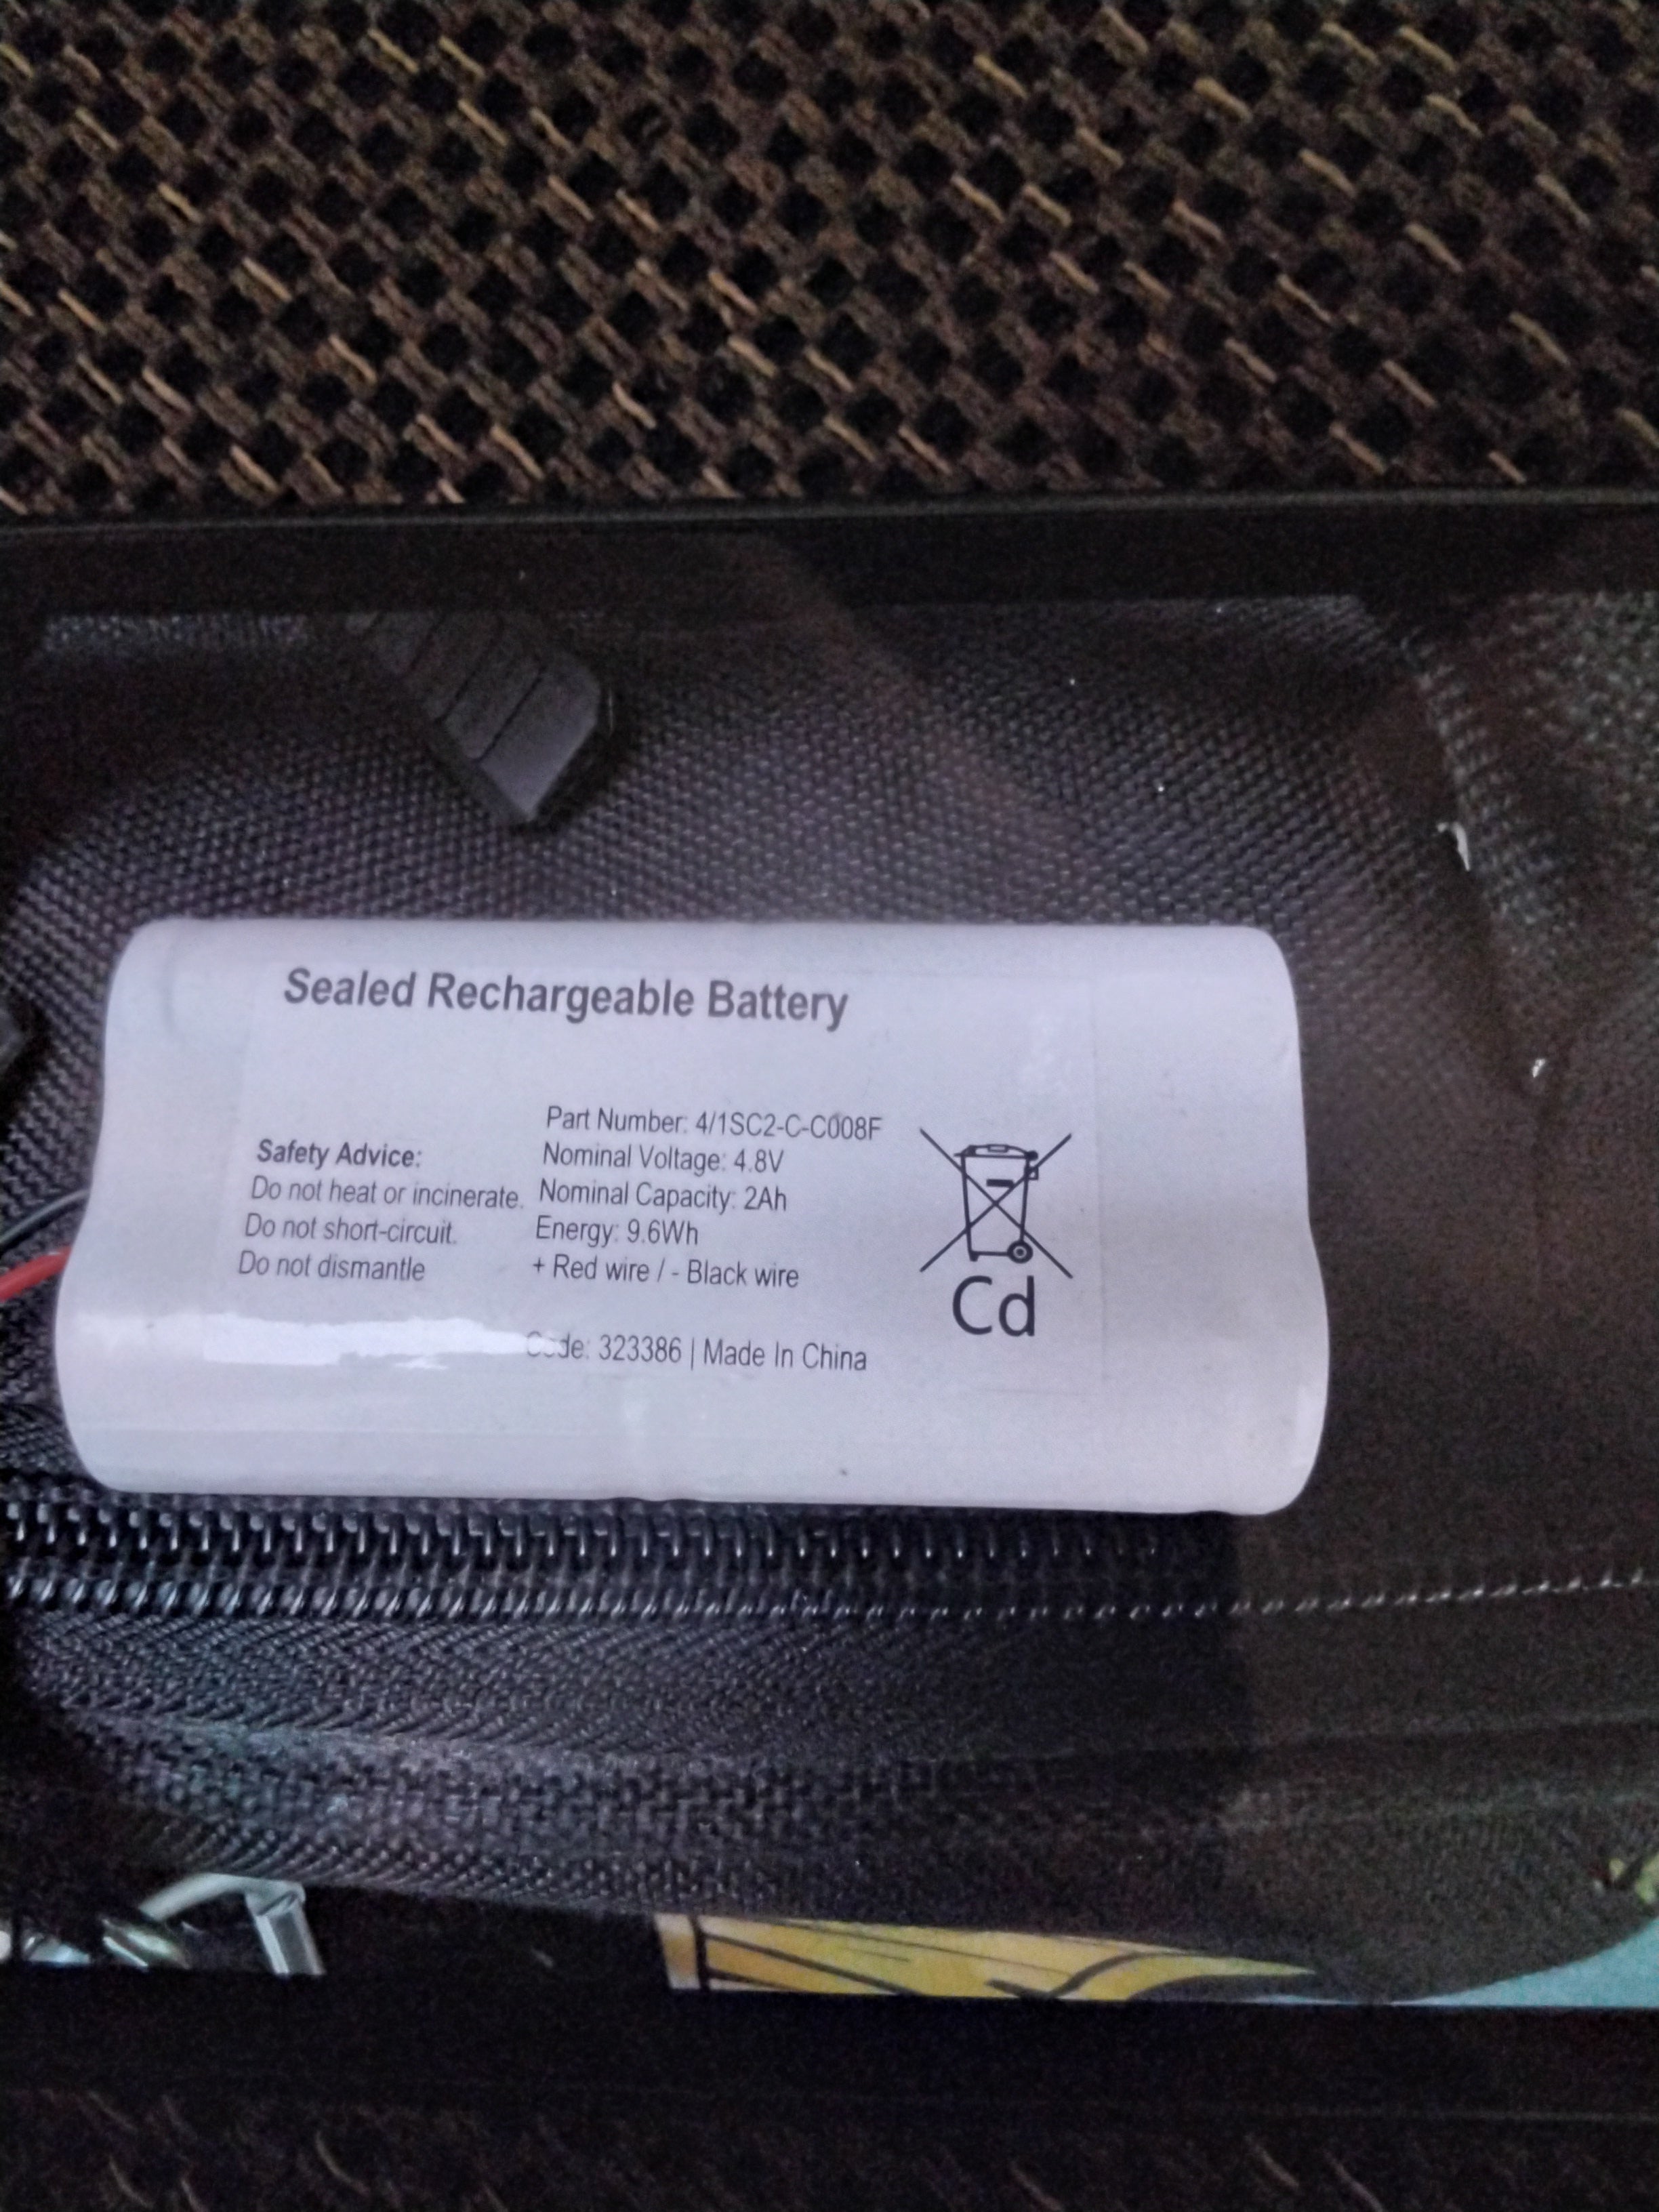 Sealed Rechargeable Battery
Safety Advice:
Do not heat or incinerate.
Do not short-circuit.
Do not dismantle
Part Number: 4/1SC2-C-C008F
Nominal Voltage: 4.8V
Nominal Capacity: 2Ah
Energy: 9.6Wh
+ Red wire / - Black wire
Code: 323386 | Made In China
Cd